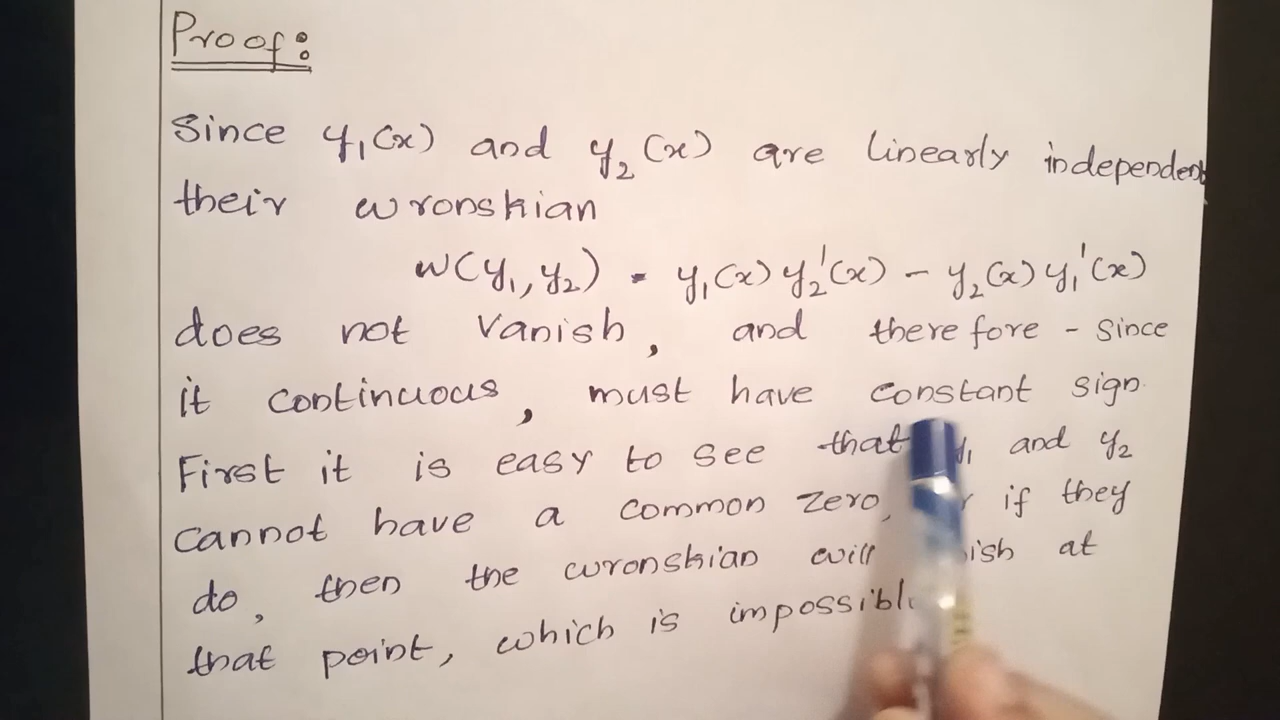 Proof:
Since y₁(x) and y₂(x) are linearly independent
their wronskian
W(y₁, y₂) = y₁(x) y₂'(x) - y₂(x) y₁'(x)
does not vanish, and therefore - since
it continuous, must have constant sign.
First it is easy to see that y₁ and y₂
cannot have a common zero, if they
do, then the wronskian will at
that point, which is impossible